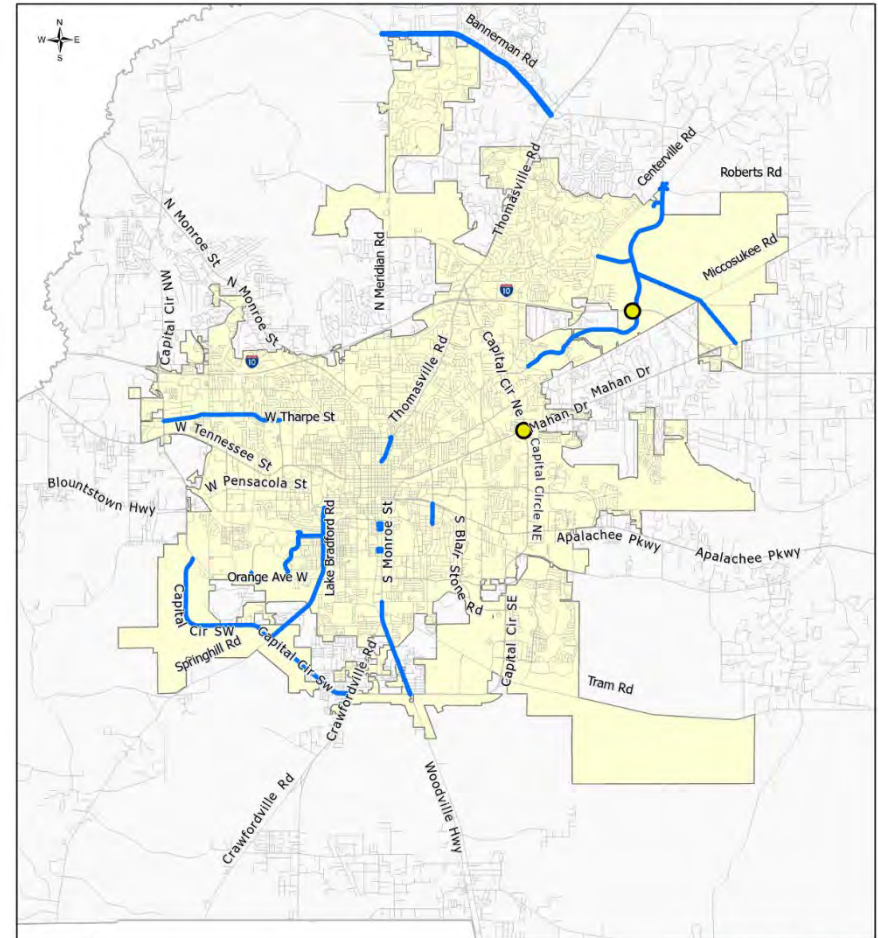 N
W E
S
Bannerman Rd
Centerville Rd
Roberts Rd
Thomasville Rd
N Monroe St
Miccosukee Rd
N Meridian Rd
N Monroe St
10
Capital Cir NW
Capital Cir Ne
10
Thomasville Rd
Mahan Dr
Mahan Dr
W Tharpe St
W Tennessee St
Capital Circle NE
W Pensacola St
Blountstown Hwy
Lake Bradford Rd
S Monroe St
S Blair Stone Rd
Apalachee Pkwy
Apalachee Pkwy
Orange Ave W
Capital
Cir SW
Capital Cir Sw
Capital Cir SE
Springhill Rd
Crawfordville Rd
Tram Rd
Crawfordville Rd
Woodville Hwy